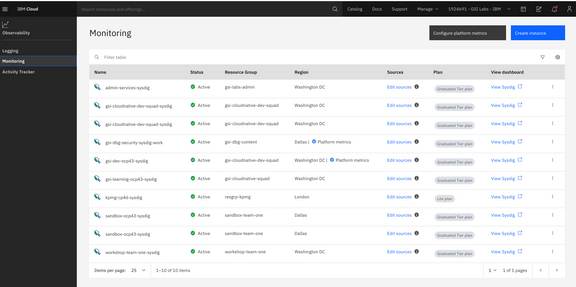 IBM Cloud
Search resources and offerings...
Catalog
Docs
Support
Manage
1924691 - GSI Labs - IBM
Observability
Logging
Monitoring
Activity Tracker
Monitoring
Configure platform metrics
Create instance
Filter table
Name Status Resource Group Region Sources Plan View dashboard
admin-services-sysdig Active gsi-labs-admin Washington DC Edit sources Graduated Tier plan View Sysdig
gsi-cloudnative-dev-squad-sysdig Active gsi-cloudnative-dev-squad Washington DC Edit sources Graduated Tier plan View Sysdig
gsi-cloudnative-dev-squad-sysdig Active gsi-cloudnative-dev-squad Washington DC Edit sources Graduated Tier plan View Sysdig
gsi-dbg-security-sysdig-work Active gsi-dbg-content Dallas | Platform metrics Edit sources Graduated Tier plan View Sysdig
gsi-dev-ocp43-sysdig Active gsi-cloudnative-dev-squad Washington DC | Platform metrics Edit sources Graduated Tier plan View Sysdig
gsi-learning-ocp43-sysdig Active gsi-cloudnative-squad Washington DC Edit sources Graduated Tier plan View Sysdig
kpmg-cp4d-sysdig Active resgrp-kpmg London Edit sources Lite plan View Sysdig
sandbox-ocp43-sysdig Active sandbox-team-one Dallas Edit sources Graduated Tier plan View Sysdig
sandbox-ocp43-sysdig Active sandbox-team-one Dallas Edit sources Graduated Tier plan View Sysdig
workshop-team-one-sysdig Active workshop-team-one Washington DC Edit sources Graduated Tier plan View Sysdig
Items per page: 25 1–10 of 10 items 1 1 of 1 pages